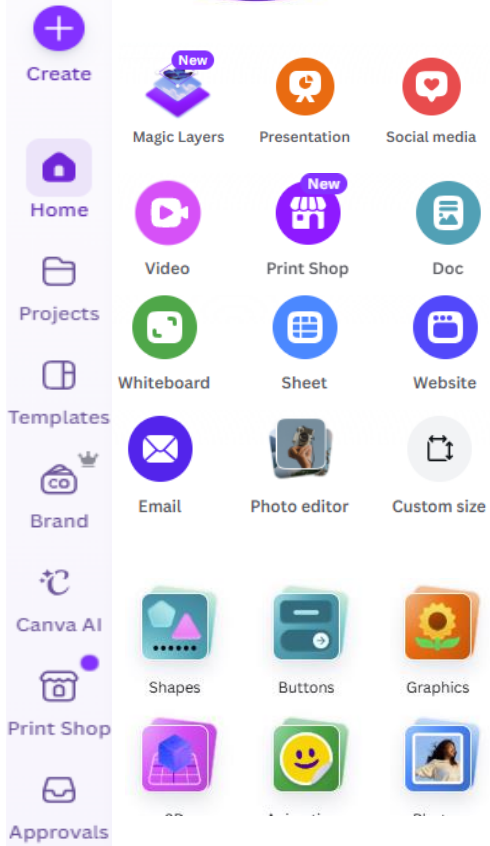 Create
Home
Projects
Templates
CO
Brand
Canva AI
Print Shop
Approvals
New
Magic Layers
Presentation
Social media
New
Video
Print Shop
Doc
Whiteboard
Sheet
Website
Email
Photo editor
Custom size
Shapes
Buttons
Graphics